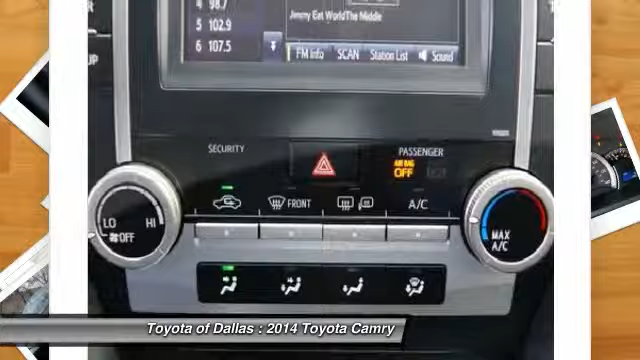 4 98.7
5 102.9
6 107.5
Jimmy Eat WorldThe Middle
FM Info SCAN Station List Sound
UP
SECURITY
PASSENGER
AIR BAG
OFF
FRONT
A/C
LO HI
OFF
MAX
A/C
Toyota of Dallas : 2014 Toyota Camry